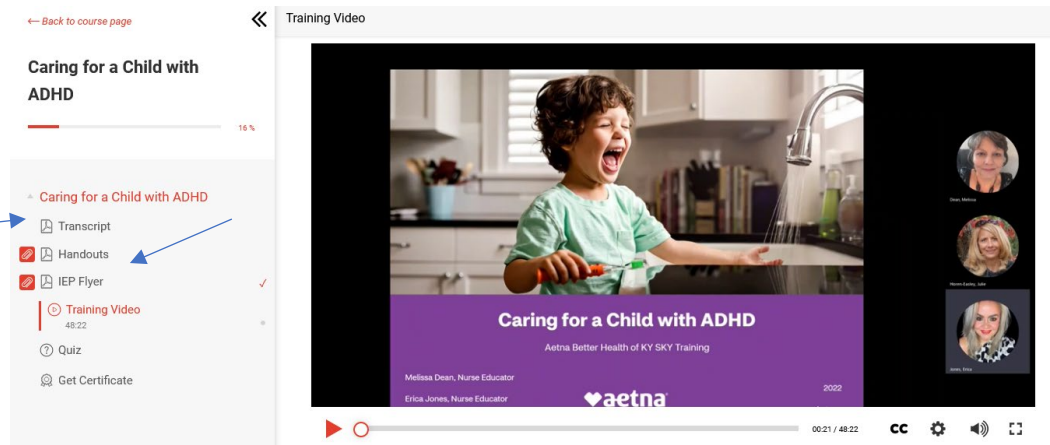 ← Back to course page
Training Video
Caring for a Child with
ADHD
16 %
Caring for a Child with ADHD
Transcript
Handouts
IEP Flyer
Training Video
48:22
Quiz
Get Certificate
Caring for a Child with ADHD
Aetna Better Health of KY SKY Training
Melissa Dean, Nurse Educator
Erica Jones, Nurse Educator
aetna
2022
Dean, Melissa
Jones, Erica
00:21 / 48:22
CC